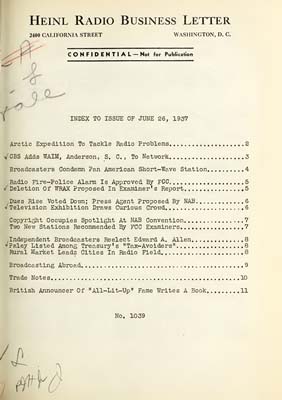 HEINL RADIO BUSINESS LETTER
2400 CALIFORNIA STREET WASHINGTON, D. C.
CONFIDENTIAL—Not for Publication
INDEX TO ISSUE OF JUNE 26, 1937
Arctic Expedition To Tackle Radio Problems....2
CBS Adds WAIM, Anderson, S. C., To Network....3
Broadcasters Condemn Pan American Short-Wave Station....4
Radio Fire-Police Alarm Is Approved By FCC....5
Deletion Of WRAX Proposed In Examiner's Report....5
Dues Rise Voted Down; Press Agent Proposed By NAB....6
Television Exhibition Draws Curious Crowd....6
Copyright Occupies Spotlight At NAB Convention....7
Two New Stations Recommended By FCC Examiners....7
Independent Broadcasters Reelect Edward A. Allen....8
Paley Listed Among Treasury's "Tax-Avoiders"....8
Rural Market Leads Cities In Radio Field....8
Broadcasting Abroad....9
Trade Notes....10
British Announcer Of "All-Lit-Up" Fame Writes A Book....11
No. 1039